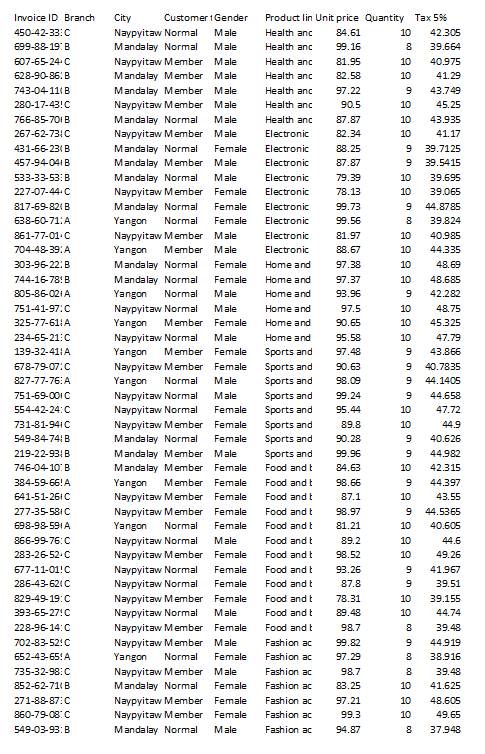 Invoice ID Branch City Customer t Gender Product lin Unit price Quantity Tax 5%
450-42-33 C Naypyitaw Normal Male Health and 84.61 10 42.305
699-88-19 B Mandalay Normal Male Health and 99.16 8 39.664
607-65-24 C Naypyitaw Member Male Health and 81.95 10 40.975
628-90-86 B Mandalay Member Male Health and 82.58 10 41.29
743-04-11 B Mandalay Member Male Health and 97.22 9 43.749
280-17-43 C Naypyitaw Member Male Health and 90.5 10 45.25
766-85-70 B Mandalay Normal Male Health and 87.87 10 43.935
267-62-73 C Naypyitaw Member Male Electronic 82.34 10 41.17
431-66-23 B Mandalay Normal Female Electronic 88.25 9 39.7125
457-94-04 B Mandalay Member Male Electronic 87.87 9 39.5415
533-33-53 B Mandalay Normal Male Electronic 79.39 10 39.695
227-07-44 C Naypyitaw Member Female Electronic 78.13 10 39.065
817-69-82 B Mandalay Normal Female Electronic 99.73 9 44.8785
638-60-71 A Yangon Normal Female Electronic 99.56 8 39.824
861-77-01 C Naypyitaw Member Male Electronic 81.97 10 40.985
704-48-39 A Yangon Member Male Electronic 88.67 10 44.335
303-96-22 B Mandalay Normal Female Home and 97.38 10 48.69
744-16-78 B Mandalay Normal Female Home and 97.37 10 48.685
805-86-02 A Yangon Normal Male Home and 93.96 9 42.282
751-41-97 C Naypyitaw Normal Male Home and 97.5 10 48.75
325-77-61 A Yangon Member Female Home and 90.65 10 45.325
234-65-21 C Naypyitaw Normal Male Home and 95.58 10 47.79
139-32-41 A Yangon Member Female Sports and 97.48 9 43.866
678-79-07 C Naypyitaw Member Female Sports and 90.63 9 40.7835
827-77-76 A Yangon Normal Male Sports and 98.09 9 44.1405
751-69-00 C Naypyitaw Normal Male Sports and 99.24 9 44.658
554-42-24 C Naypyitaw Normal Female Sports and 95.44 10 47.72
731-81-94 C Naypyitaw Member Female Sports and 89.8 10 44.9
549-84-74 B Mandalay Normal Female Sports and 90.28 9 40.626
219-22-93 B Mandalay Member Male Sports and 99.96 9 44.982
746-04-10 B Mandalay Member Female Food and b 84.63 10 42.315
384-59-66 A Yangon Member Female Food and b 98.66 9 44.397
641-51-26 C Naypyitaw Member Female Food and b 87.1 10 43.55
277-35-58 C Naypyitaw Member Female Food and b 98.97 9 44.5365
698-98-59 A Yangon Normal Female Food and b 81.21 10 40.605
866-99-76 C Naypyitaw Normal Male Food and b 89.2 10 44.6
283-26-52 C Naypyitaw Member Female Food and b 98.52 10 49.26
677-11-01 C Naypyitaw Normal Female Food and b 93.26 9 41.967
286-43-62 C Naypyitaw Normal Female Food and b 87.8 9 39.51
829-49-19 C Naypyitaw Member Female Food and b 78.31 10 39.155
393-65-27 C Naypyitaw Normal Male Food and b 89.48 10 44.74
228-96-14 C Naypyitaw Member Female Food and b 98.7 8 39.48
702-83-52 C Naypyitaw Member Male Fashion ac 99.82 9 44.919
652-43-65 A Yangon Normal Female Fashion ac 97.29 8 38.916
735-32-98 C Naypyitaw Member Male Fashion ac 98.7 8 39.48
852-62-71 B Mandalay Normal Female Fashion ac 83.25 10 41.625
271-88-87 C Naypyitaw Member Female Fashion ac 97.21 10 48.605
860-79-08 C Naypyitaw Member Female Fashion ac 99.3 10 49.65
549-03-93 B Mandalay Normal Male Fashion ac 94.87 8 37.948